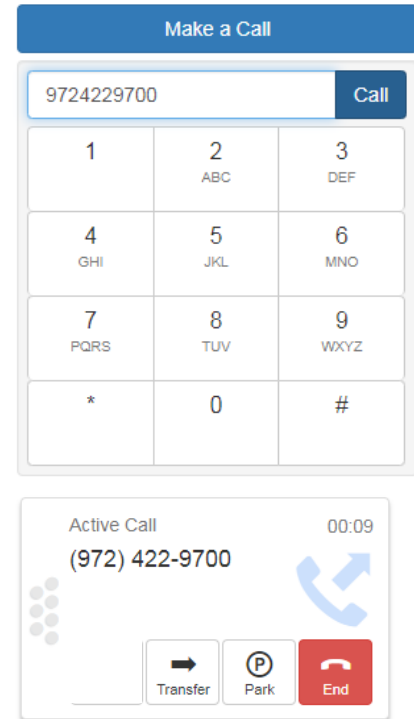 Make a Call
9724229700 Call
1 2 3
ABC DEF
4 5 6
GHI JKL MNO
7 8 9
PQRS TUV WXYZ
* 0 #
Active Call 00:09
(972) 422-9700
P
Transfer Park End